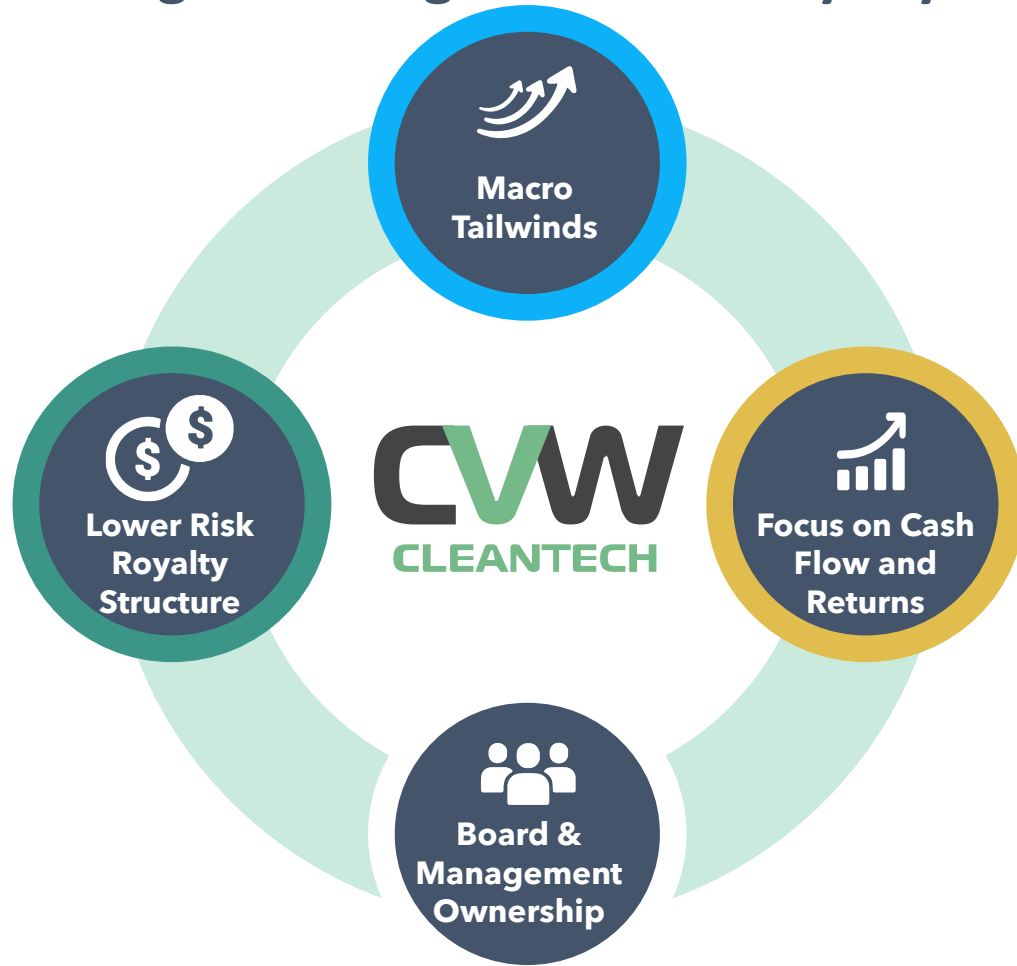 Macro
Tailwinds
$
$
Lower Risk
Royalty
Structure
CVW
CLEANTECH
Focus on Cash
Flow and
Returns
Board &
Management
Ownership